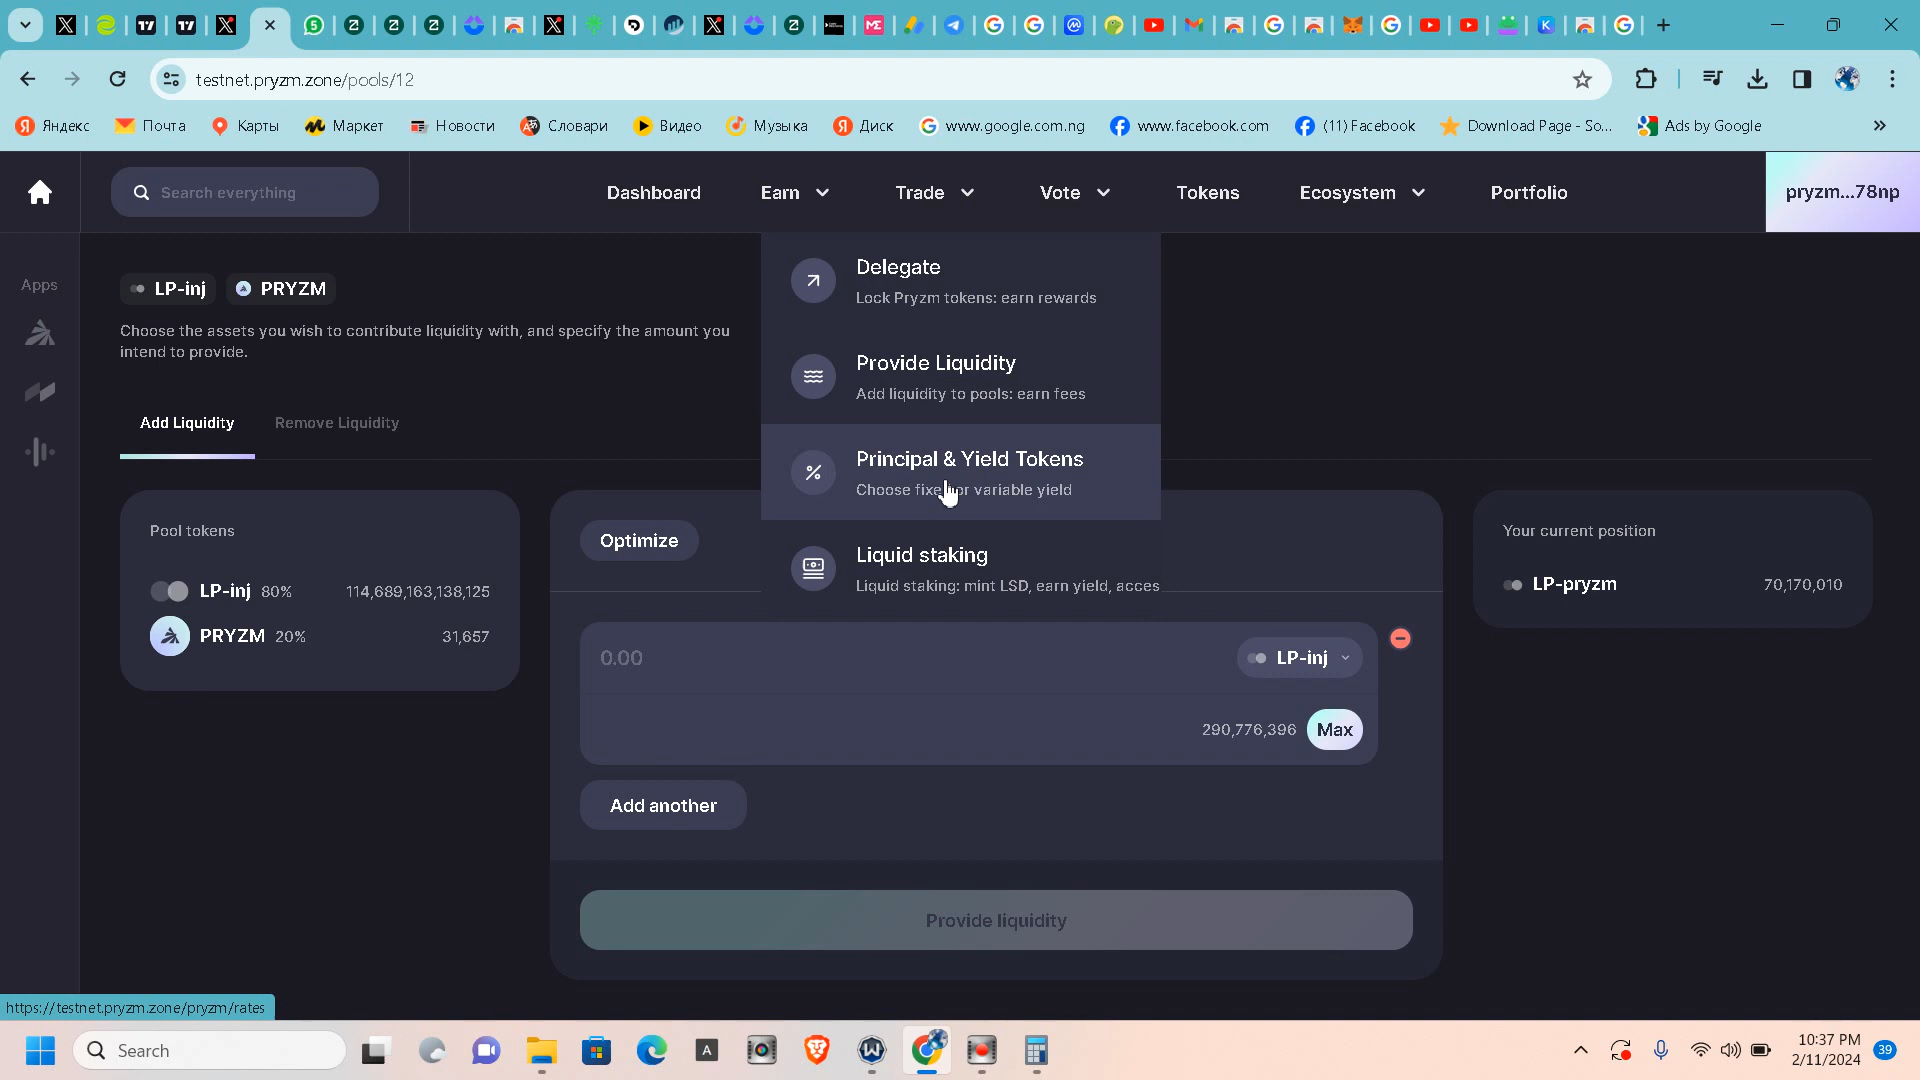 testnet.pryzm.zone/pools/12
Яндекс
Почта
Карты
Маркет
Новости
Словари
Видео
Музыка
Диск
www.google.com.ng
www.facebook.com
(11) Facebook
Download Page - So...
Ads by Google
Search everything
Dashboard
Earn
Trade
Vote
Tokens
Ecosystem
Portfolio
pryzm...78np
Apps
LP-inj
PRYZM
Choose the assets you wish to contribute liquidity with, and specify the amount you
intend to provide.
Add Liquidity
Remove Liquidity
Delegate
Lock Pryzm tokens: earn rewards
Provide Liquidity
Add liquidity to pools: earn fees
Principal & Yield Tokens
Choose fixe or variable yield
Liquid staking
Liquid staking: mint LSD, earn yield, acces
Pool tokens
LP-inj 80% 114,689,163,138,125
PRYZM 20% 31,657
Optimize
0.00
LP-inj
290,776,396
Max
Add another
Provide liquidity
Your current position
LP-pryzm 70,170,010
https://testnet.pryzm.zone/pryzm/rates
Search
10:37 PM
2/11/2024
39